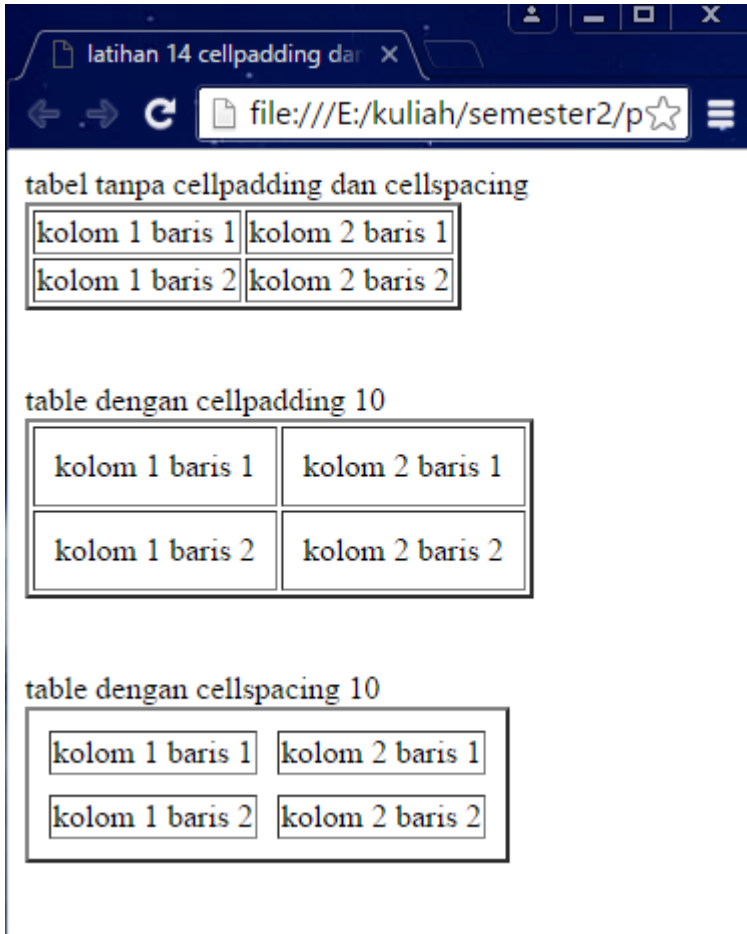 latihan 14 cellpadding dar
file:///E:/kuliah/semester2/p
tabel tanpa cellpadding dan cellspacing
kolom 1 baris 1 kolom 2 baris 1
kolom 1 baris 2 kolom 2 baris 2
table dengan cellpadding 10
kolom 1 baris 1 kolom 2 baris 1
kolom 1 baris 2 kolom 2 baris 2
table dengan cellspacing 10
kolom 1 baris 1 kolom 2 baris 1
kolom 1 baris 2 kolom 2 baris 2